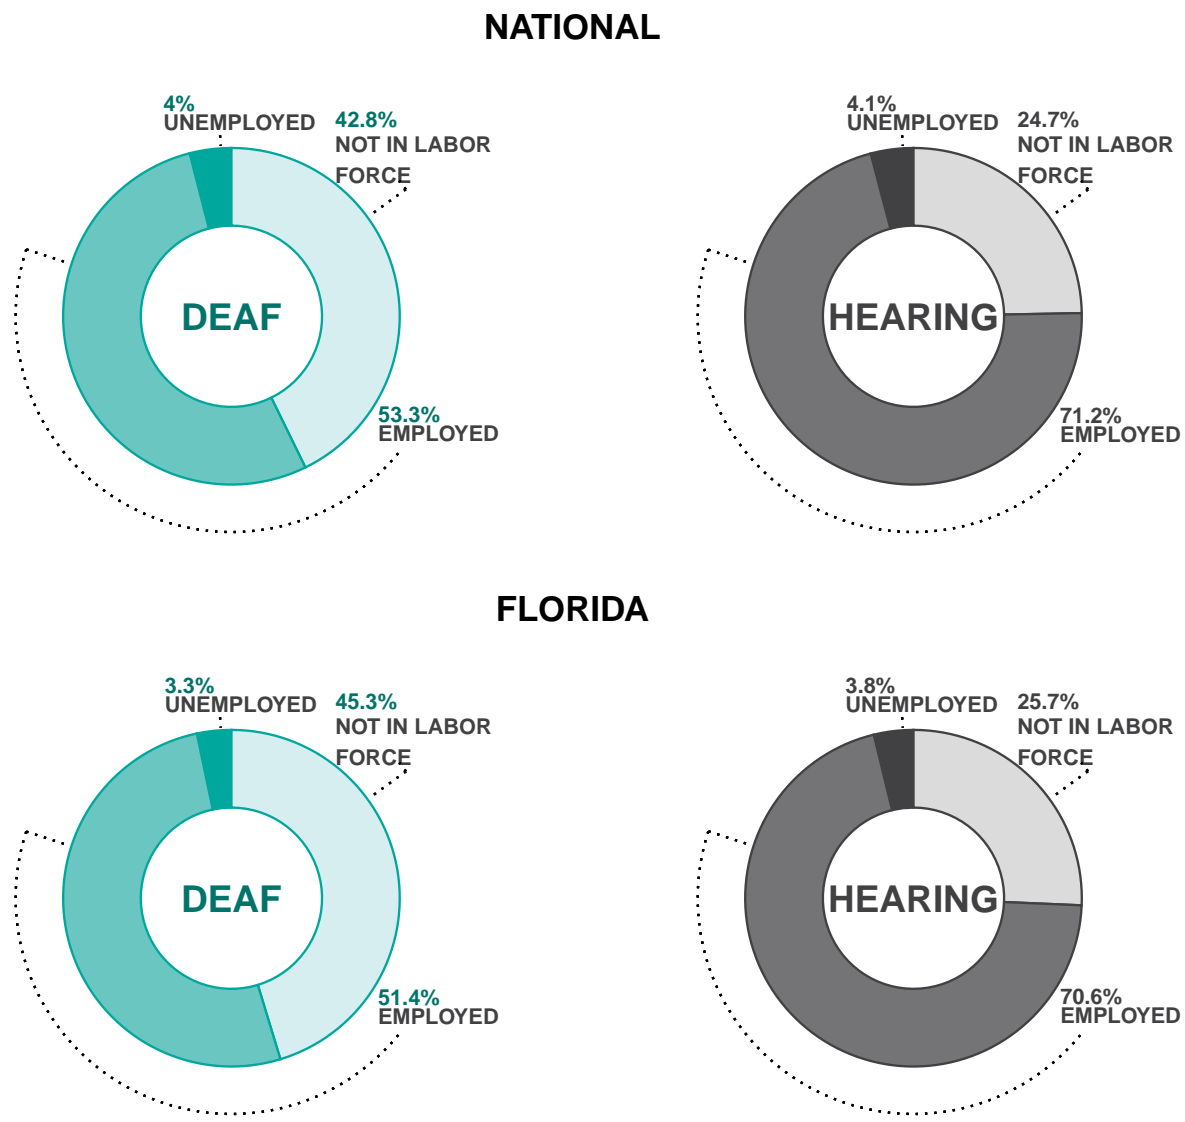 NATIONAL
4%
UNEMPLOYED
42.8%
NOT IN LABOR
FORCE
DEAF
53.3%
EMPLOYED
4.1%
UNEMPLOYED
24.7%
NOT IN LABOR
FORCE
HEARING
71.2%
EMPLOYED
FLORIDA
3.3%
UNEMPLOYED
45.3%
NOT IN LABOR
FORCE
DEAF
51.4%
EMPLOYED
3.8%
UNEMPLOYED
25.7%
NOT IN LABOR
FORCE
HEARING
70.6%
EMPLOYED